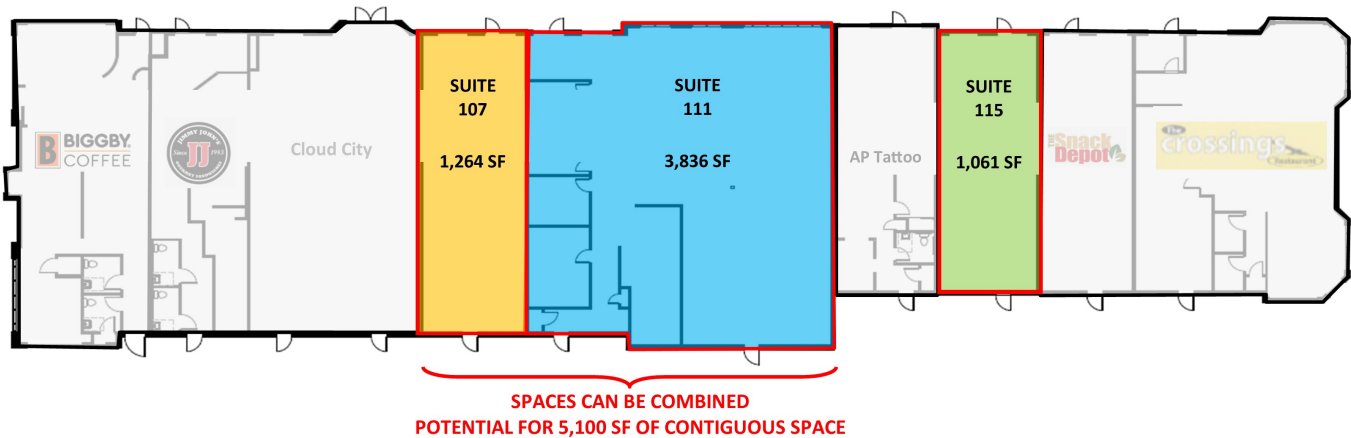 BIGGBY.
COFFEE
JIMMY JOHN'S
Since
JJ
1983
Cloud City
SUITE
107
1,264 SF
SUITE
111
3,836 SF
AP Tattoo
SUITE
115
1,061 SF
Snack
Depot
The
crossings
Restaurant
SPACES CAN BE COMBINED
POTENTIAL FOR 5,100 SF OF CONTIGUOUS SPACE